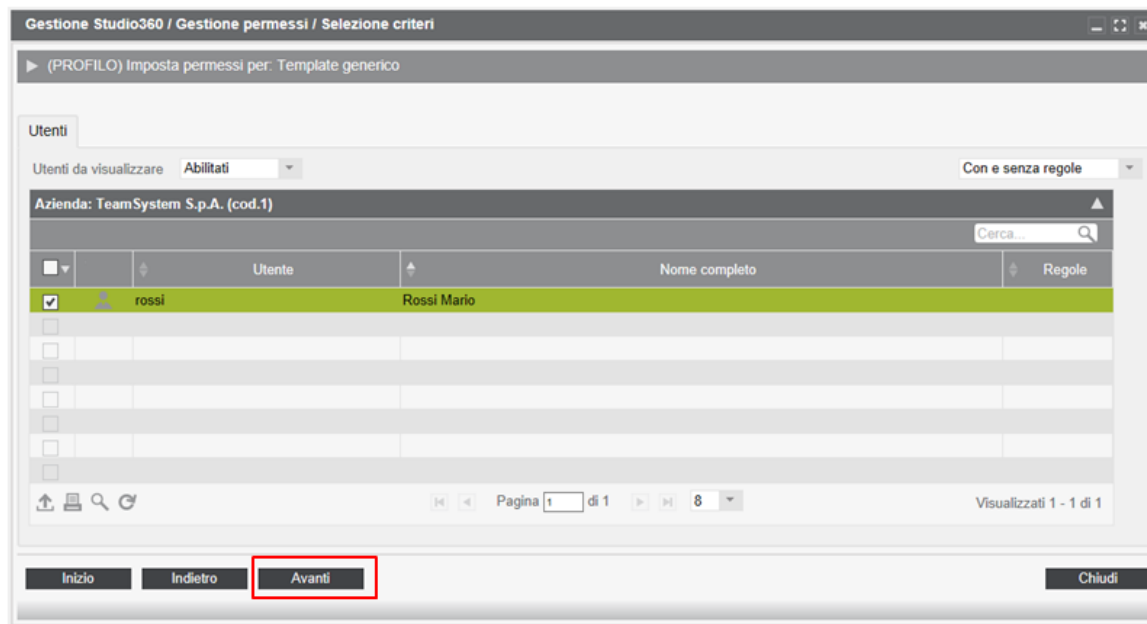 Gestione Studio360 / Gestione permessi / Selezione criteri
(PROFILO) Imposta permessi per: Template generico
Utenti
Utenti da visualizzare Abilitati Con e senza regole
Azienda: TeamSystem S.p.A. (cod.1)
Cerca...
Utente Nome completo Regole
rossi Rossi Mario
Pagina 1 di 1 8 Visualizzati 1 - 1 di 1
Inizio Indietro Avanti Chiudi